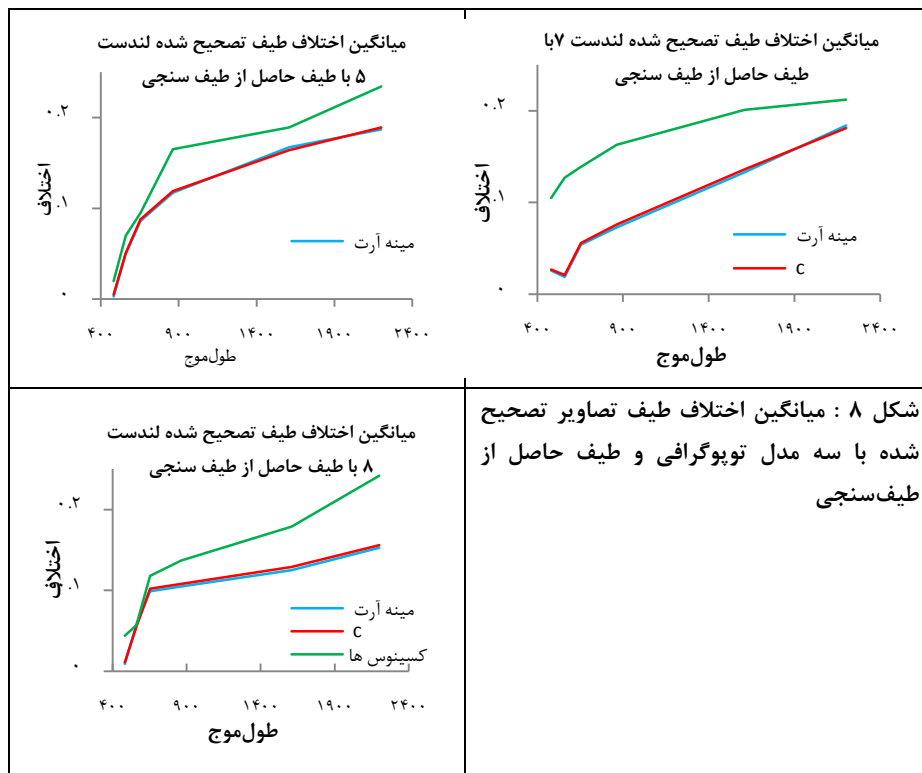 میانگین اختلاف طیف تصحیح شده لندست
۵ با طیف حاصل از طیف سنجی
۰.۲
۰.۱
۰
اختلاف
مینه آرت
۴۰۰ ۹۰۰ ۱۴۰۰ ۱۹۰۰ ۲۴۰۰
طول‌موج
میانگین اختلاف طیف تصحیح شده لندست ۷با
طیف حاصل از طیف سنجی
۰.۲
۰.۱
۰
اختلاف
مینه آرت
c
۴۰۰ ۹۰۰ ۱۴۰۰ ۱۹۰۰ ۲۴۰۰
طول‌موج
میانگین اختلاف طیف تصحیح شده لندست
۸ با طیف حاصل از طیف سنجی
۰.۲
۰.۱
۰
اختلاف
مینه آرت
c
کسینوس ها
۴۰۰ ۹۰۰ ۱۴۰۰ ۱۹۰۰ ۲۴۰۰
طول‌موج
شکل ۸ : میانگین اختلاف طیف تصاویر تصحیح
شده با سه مدل توپوگرافی و طیف حاصل از
طیف‌سنجی